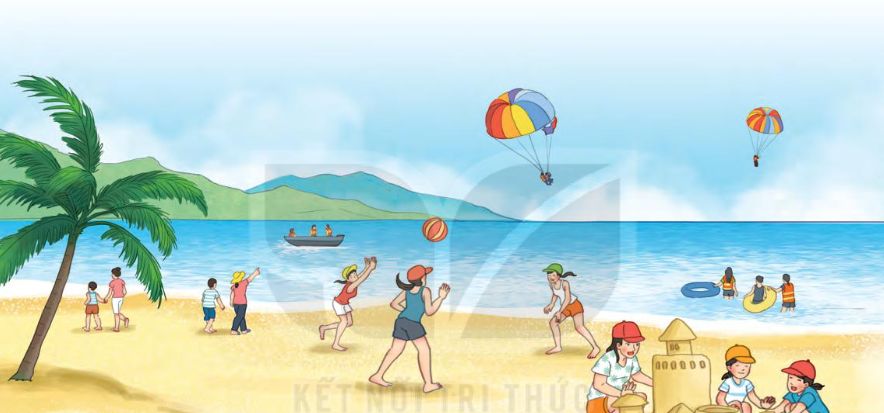 KẾT NỐI TRI THỨC